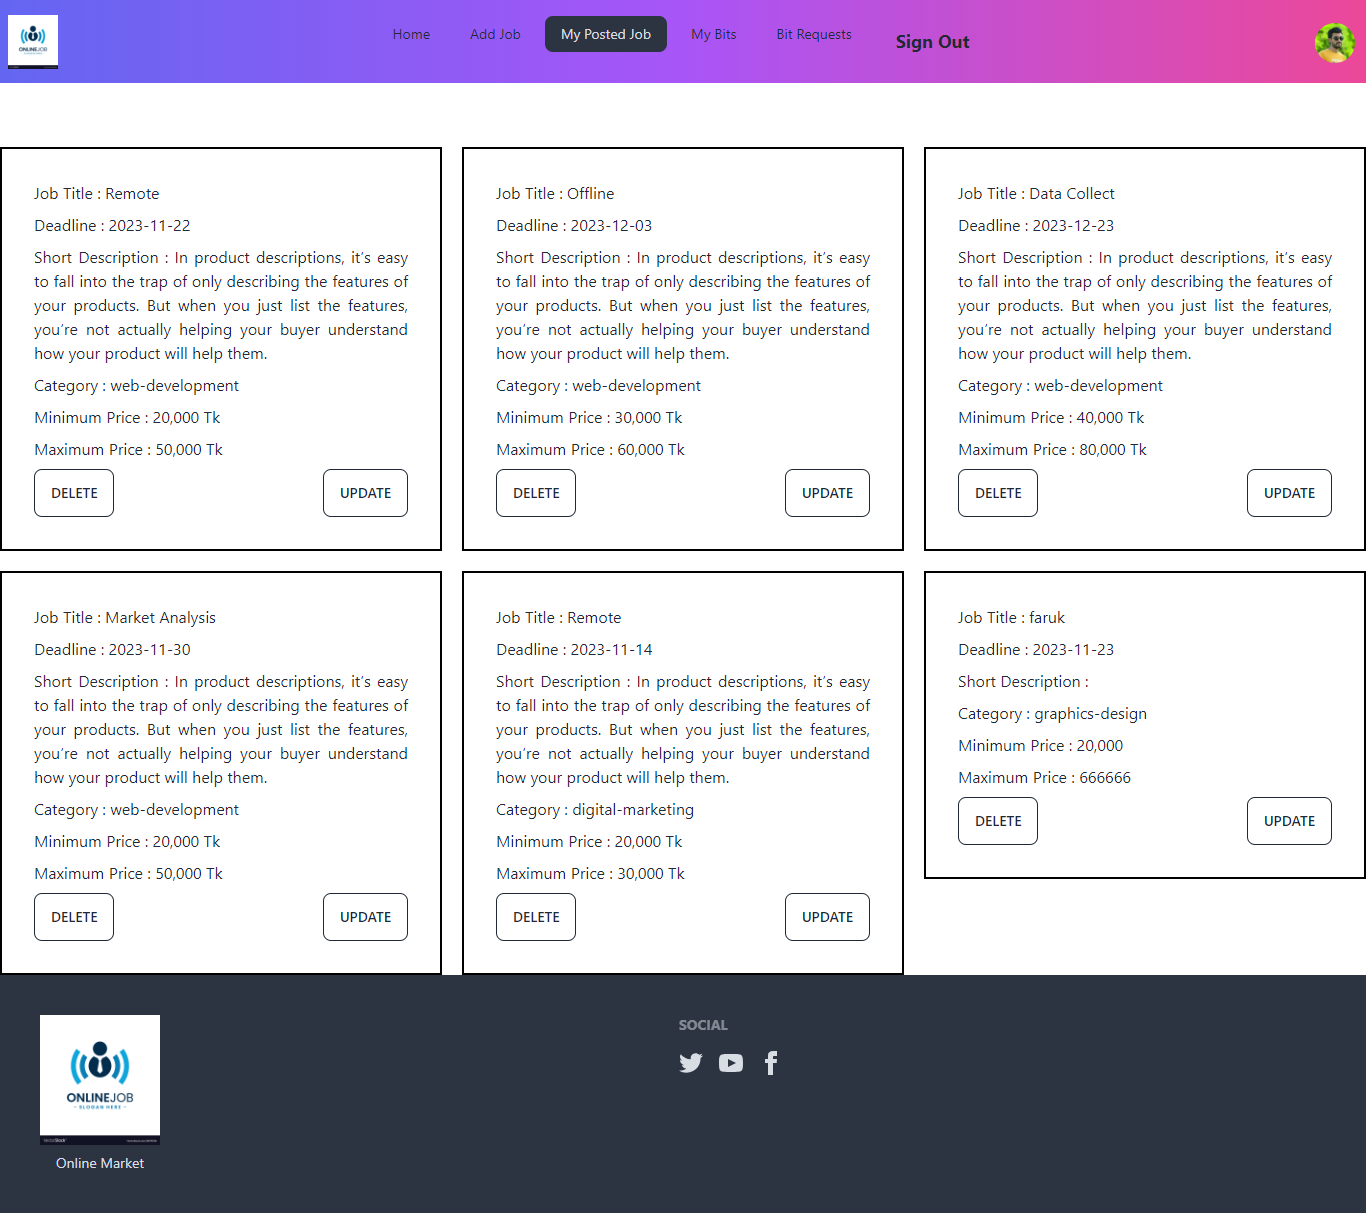 ONLINEJOB
Home
Add Job
My Posted Job
My Bits
Bit Requests
Sign Out
Job Title : Remote
Deadline : 2023-11-22
Short Description : In product descriptions, it’s easy
to fall into the trap of only describing the features of
your products. But when you just list the features,
you’re not actually helping your buyer understand
how your product will help them.
Category : web-development
Minimum Price : 20,000 Tk
Maximum Price : 50,000 Tk
DELETE
UPDATE
Job Title : Offline
Deadline : 2023-12-03
Short Description : In product descriptions, it’s easy
to fall into the trap of only describing the features of
your products. But when you just list the features,
you’re not actually helping your buyer understand
how your product will help them.
Category : web-development
Minimum Price : 30,000 Tk
Maximum Price : 60,000 Tk
DELETE
UPDATE
Job Title : Data Collect
Deadline : 2023-12-23
Short Description : In product descriptions, it’s easy
to fall into the trap of only describing the features of
your products. But when you just list the features,
you’re not actually helping your buyer understand
how your product will help them.
Category : web-development
Minimum Price : 40,000 Tk
Maximum Price : 80,000 Tk
DELETE
UPDATE
Job Title : Market Analysis
Deadline : 2023-11-30
Short Description : In product descriptions, it’s easy
to fall into the trap of only describing the features of
your products. But when you just list the features,
you’re not actually helping your buyer understand
how your product will help them.
Category : web-development
Minimum Price : 20,000 Tk
Maximum Price : 50,000 Tk
DELETE
UPDATE
Job Title : Remote
Deadline : 2023-11-14
Short Description : In product descriptions, it’s easy
to fall into the trap of only describing the features of
your products. But when you just list the features,
you’re not actually helping your buyer understand
how your product will help them.
Category : digital-marketing
Minimum Price : 20,000 Tk
Maximum Price : 30,000 Tk
DELETE
UPDATE
Job Title : faruk
Deadline : 2023-11-23
Short Description :
Category : graphics-design
Minimum Price : 20,000
Maximum Price : 666666
DELETE
UPDATE
ONLINEJOB
- SLOGAN HERE -
Online Market
SOCIAL